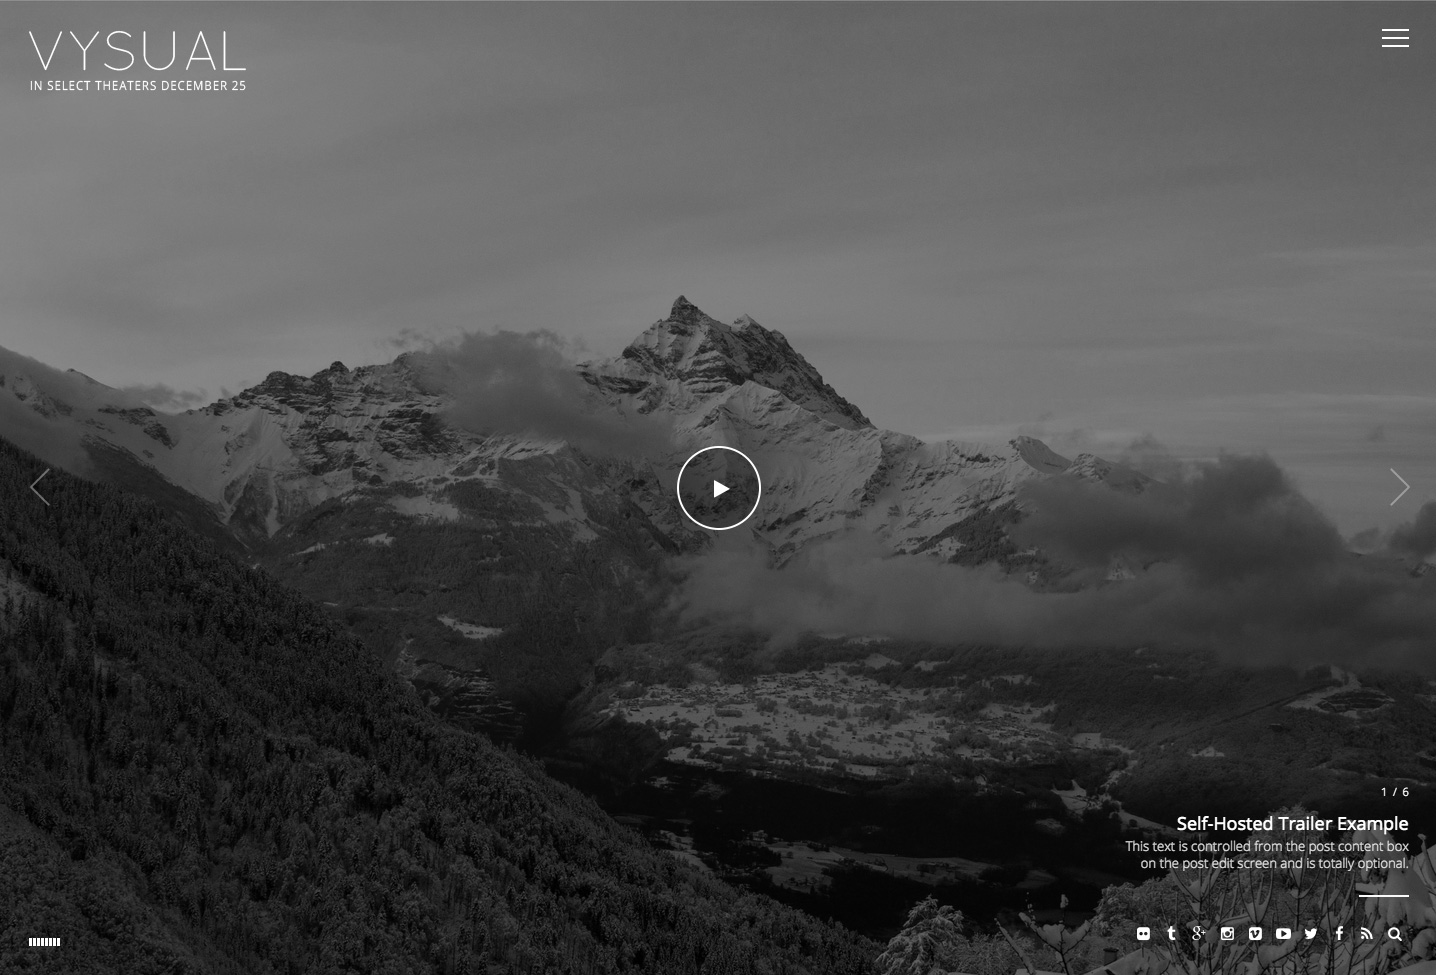 VYSUAL
IN SELECT THEATERS DECEMBER 25
1 / 6
Self-Hosted Trailer Example
This text is controlled from the post content box
on the post edit screen and is totally optional.